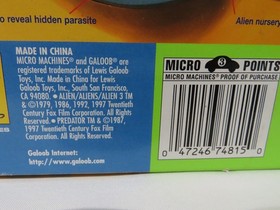 o reveal hidden parasite
Alien nursery
MADE IN CHINA
MICRO MACHINES® and GALOOB® are
registered trademarks of Lewis Galoob
Toys, Inc. Made for Lewis Galoob
Toys, Inc. South San Francisco,
CA 94080. • ALIEN/ALIENS/ALIEN 3 TM
&©1979, 1986, 1992, 1997 Twentieth
Century Fox Film Corporation. All Rights
Reserved. • PREDATOR TM &©1987,
1997 Twentieth Century Fox Film
Corporation. All Rights Reserved.
Galoob Internet: http://www.galoob.com
MICRO 3 POINTS
MICRO MACHINES® PROOF OF PURCHASE
0 47246 74815 0